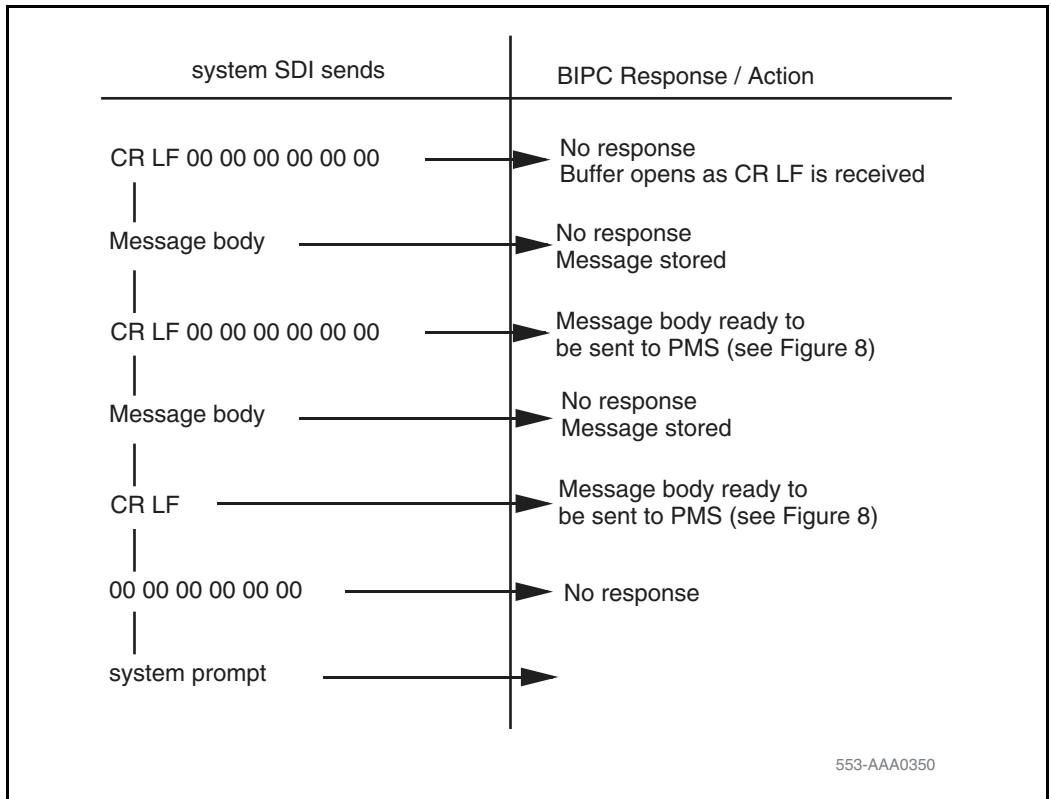 system SDI sends
BIPC Response / Action
CR LF 00 00 00 00 00 00
No response
Buffer opens as CR LF is received
Message body
No response
Message stored
CR LF 00 00 00 00 00 00
Message body ready to
be sent to PMS (see Figure 8)
Message body
No response
Message stored
CR LF
Message body ready to
be sent to PMS (see Figure 8)
00 00 00 00 00 00
No response
system prompt
553-AAA0350